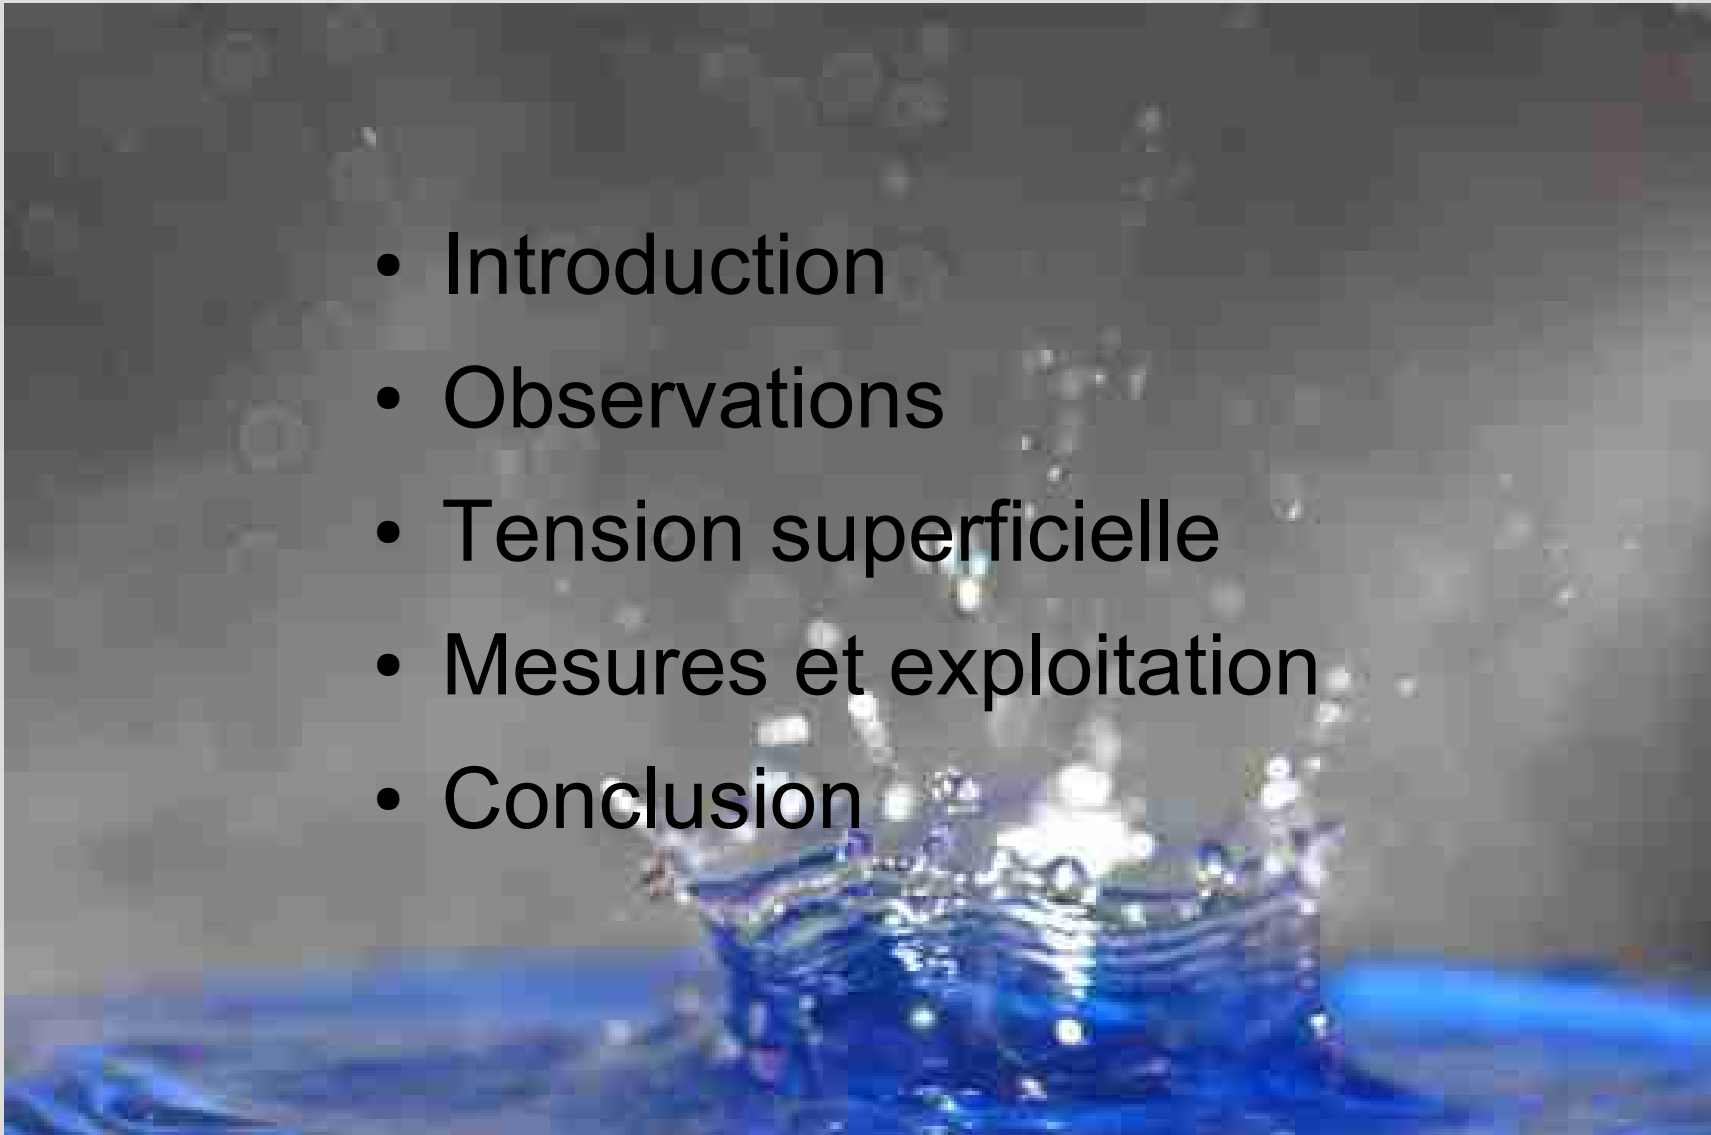 • Introduction
• Observations
• Tension superficielle
• Mesures et exploitation
• Conclusion